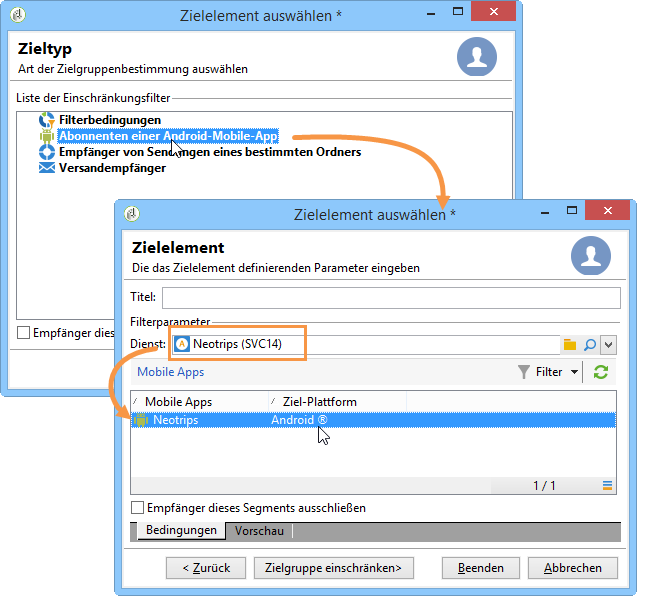 Zielelement auswählen *
Zieltyp
Art der Zielgruppenbestimmung auswählen
Liste der Einschränkungsfilter
Filterbedingungen
Abonnenten einer Android-Mobile-App
Empfänger von Sendungen eines bestimmten Ordners
Versandempfänger
Empfänger dies
Zielelement auswählen *
Zielelement
Die das Zielelement definierenden Parameter eingeben
Titel:
Filterparameter
Dienst: Neotrips (SVC14)
Mobile Apps Filter
Mobile Apps Ziel-Plattform
Neotrips Android ®
1 / 1
Empfänger dieses Segments ausschließen
Bedingungen Vorschau
< Zurück Zielgruppe einschränken> Beenden Abbrechen